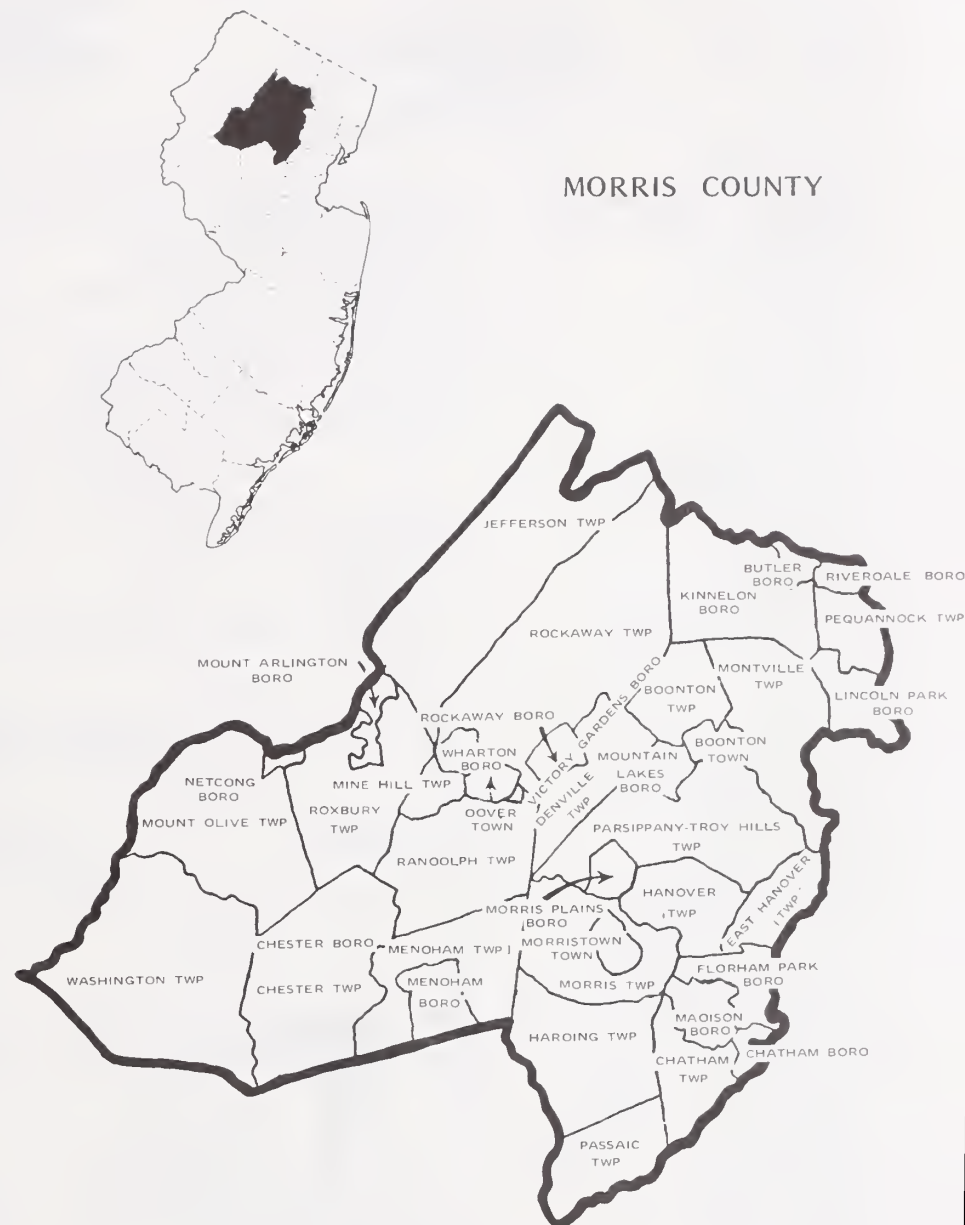 MORRIS COUNTY
JEFFERSON TWP
BUTLER
BORO
RIVERDALE BORO
KINNELON
BORO
PEQUANNOCK TWP
ROCKAWAY TWP
MOUNT ARLINGTON
BORO
MONTVILLE
TWP
BOONTON
TWP
LINCOLN PARK
BORO
ROCKAWAY BORO
VICTORY GARDENS BORO
WHARTON
BORO
BOONTON
TOWN
MOUNTAIN
LAKES
BORO
DENVILLE
TWP
NETCONG
BORO
MINE HILL TWP
MOUNT OLIVE TWP
ROXBURY
TWP
OOVER
TOWN
PARSIPPANY-TROY HILLS
TWP
RANOOLPH TWP
HANOVER
TWP
EAST HANOVER
TWP
MORRIS PLAINS
BORO
CHESTER BORO
MENOHAM TWP
MORRISTOWN
TOWN
WASHINGTON TWP
CHESTER TWP
MENOHAM
BORO
MORRIS TWP
FLORHAM PARK
BORO
MAOISON
BORO
HAROING TWP
CHATHAM BORO
CHATHAM
TWP
PASSAIC
TWP